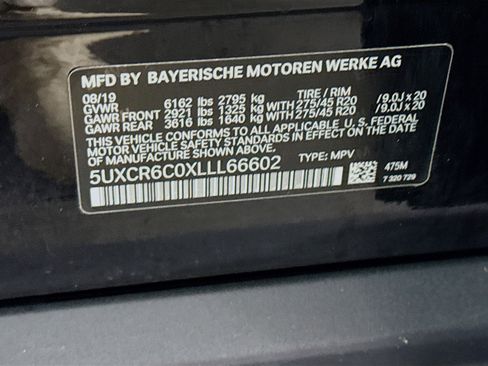 MFD BY BAYERISCHE MOTOREN WERKE AG
08/19 TIRE / RIM
GVWR 6162 lbs 2795 kg
GAWR FRONT 2921 lbs 1325 kg WITH 275/45 R20 /9.0J x 20
GAWR REAR 3616 lbs 1640 kg WITH 275/45 R20 /9.0J x 20
THIS VEHICLE CONFORMS TO ALL APPLICABLE U.S. FEDERAL
MOTOR VEHICLE SAFETY STANDARDS IN EFFECT ON THE DATE
OF MANUFACTURE SHOWN ABOVE.
5UXCR6C0XLLL66602 TYPE: MPV
475M
7 320 729